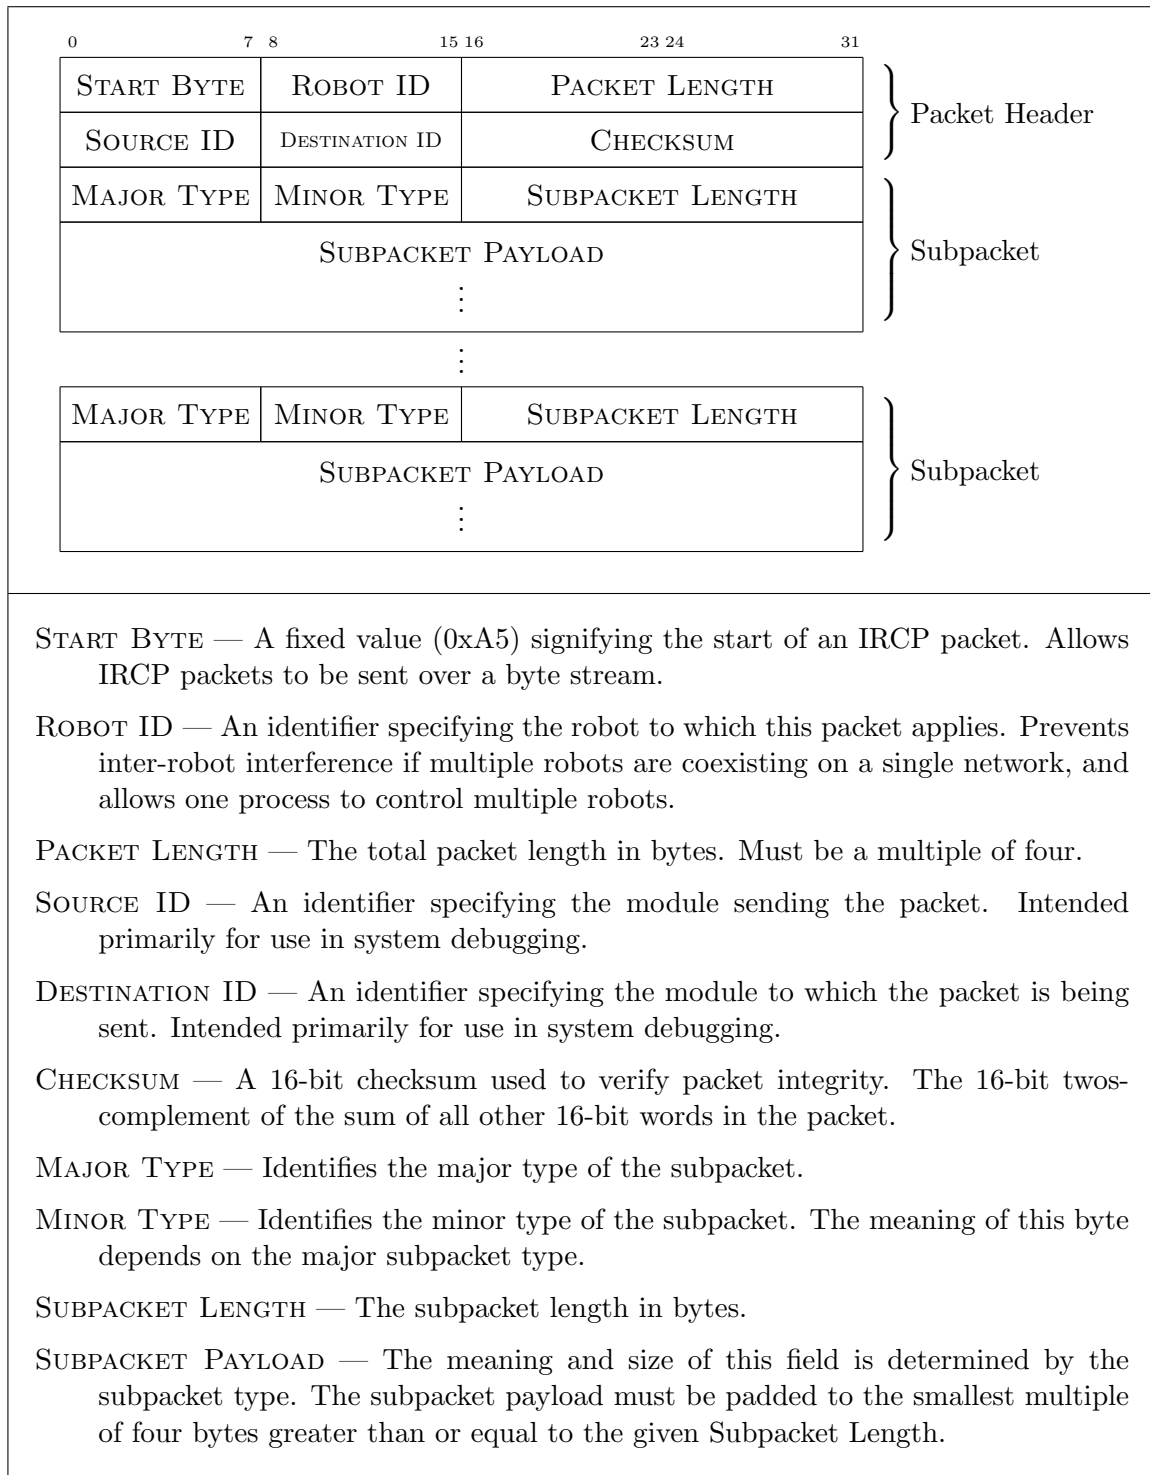 0 7 8 15 16 23 24 31
START BYTE ROBOT ID PACKET LENGTH
Packet Header
SOURCE ID DESTINATION ID CHECKSUM
MAJOR TYPE MINOR TYPE SUBPACKET LENGTH
SUBPACKET PAYLOAD
Subpacket
⋮
⋮
MAJOR TYPE MINOR TYPE SUBPACKET LENGTH
SUBPACKET PAYLOAD
Subpacket
⋮
START BYTE — A fixed value (0xA5) signifying the start of an IRCP packet. Allows
IRCP packets to be sent over a byte stream.
ROBOT ID — An identifier specifying the robot to which this packet applies. Prevents
inter-robot interference if multiple robots are coexisting on a single network, and
allows one process to control multiple robots.
PACKET LENGTH — The total packet length in bytes. Must be a multiple of four.
SOURCE ID — An identifier specifying the module sending the packet. Intended
primarily for use in system debugging.
DESTINATION ID — An identifier specifying the module to which the packet is being
sent. Intended primarily for use in system debugging.
CHECKSUM — A 16-bit checksum used to verify packet integrity. The 16-bit twos-
complement of the sum of all other 16-bit words in the packet.
MAJOR TYPE — Identifies the major type of the subpacket.
MINOR TYPE — Identifies the minor type of the subpacket. The meaning of this byte
depends on the major subpacket type.
SUBPACKET LENGTH — The subpacket length in bytes.
SUBPACKET PAYLOAD — The meaning and size of this field is determined by the
subpacket type. The subpacket payload must be padded to the smallest multiple
of four bytes greater than or equal to the given Subpacket Length.